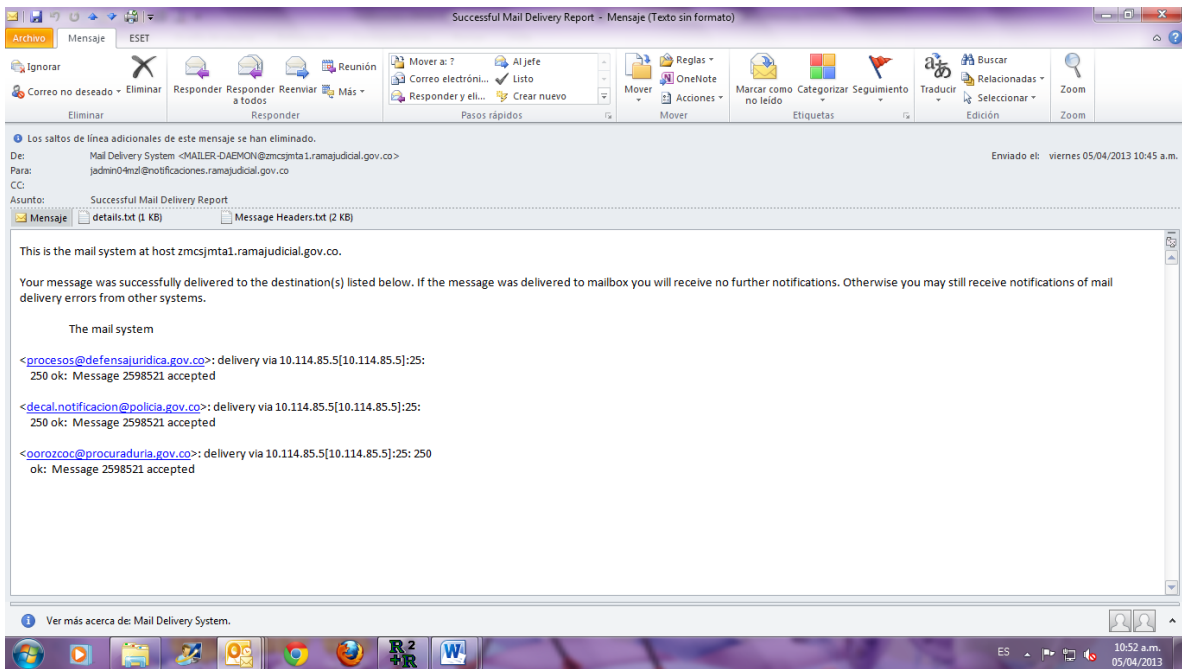 Successful Mail Delivery Report - Mensaje (Texto sin formato)
Archivo Mensaje ESET
Ignorar
Correo no deseado
Eliminar
Eliminar
Responder Responder a todos Reenviar
Reunión
Más
Responder
Mover a: ?
Correo electróni...
Responder y eli...
Al jefe
Listo
Crear nuevo
Pasos rápidos
Mover
Reglas
OneNote
Acciones
Mover
Marcar como no leído
Categorizar
Seguimiento
Etiquetas
Traducir
Buscar
Relacionadas
Seleccionar
Edición
Zoom
Zoom
Los saltos de línea adicionales de este mensaje se han eliminado.
De: Mail Delivery System <MAILER-DAEMON@zmcsjmta1.ramajudicial.gov.co> Enviado el: viernes 05/04/2013 10:45 a.m.
Para: jadmin04mzl@notificaciones.ramajudicial.gov.co
CC:
Asunto: Successful Mail Delivery Report
Mensaje details.txt (1 KB) Message Headers.txt (2 KB)
This is the mail system at host zmcsjmta1.ramajudicial.gov.co.
Your message was successfully delivered to the destination(s) listed below. If the message was delivered to mailbox you will receive no further notifications. Otherwise you may still receive notifications of mail
delivery errors from other systems.
The mail system
<procesos@defensajuridica.gov.co>: delivery via 10.114.85.5[10.114.85.5]:25:
250 ok: Message 2598521 accepted
<decal.notificacion@policia.gov.co>: delivery via 10.114.85.5[10.114.85.5]:25:
250 ok: Message 2598521 accepted
<oorozcoc@procuraduria.gov.co>: delivery via 10.114.85.5[10.114.85.5]:25: 250
ok: Message 2598521 accepted
Ver más acerca de: Mail Delivery System.
R 2
+R
W
ES
10:52 a.m.
05/04/2013